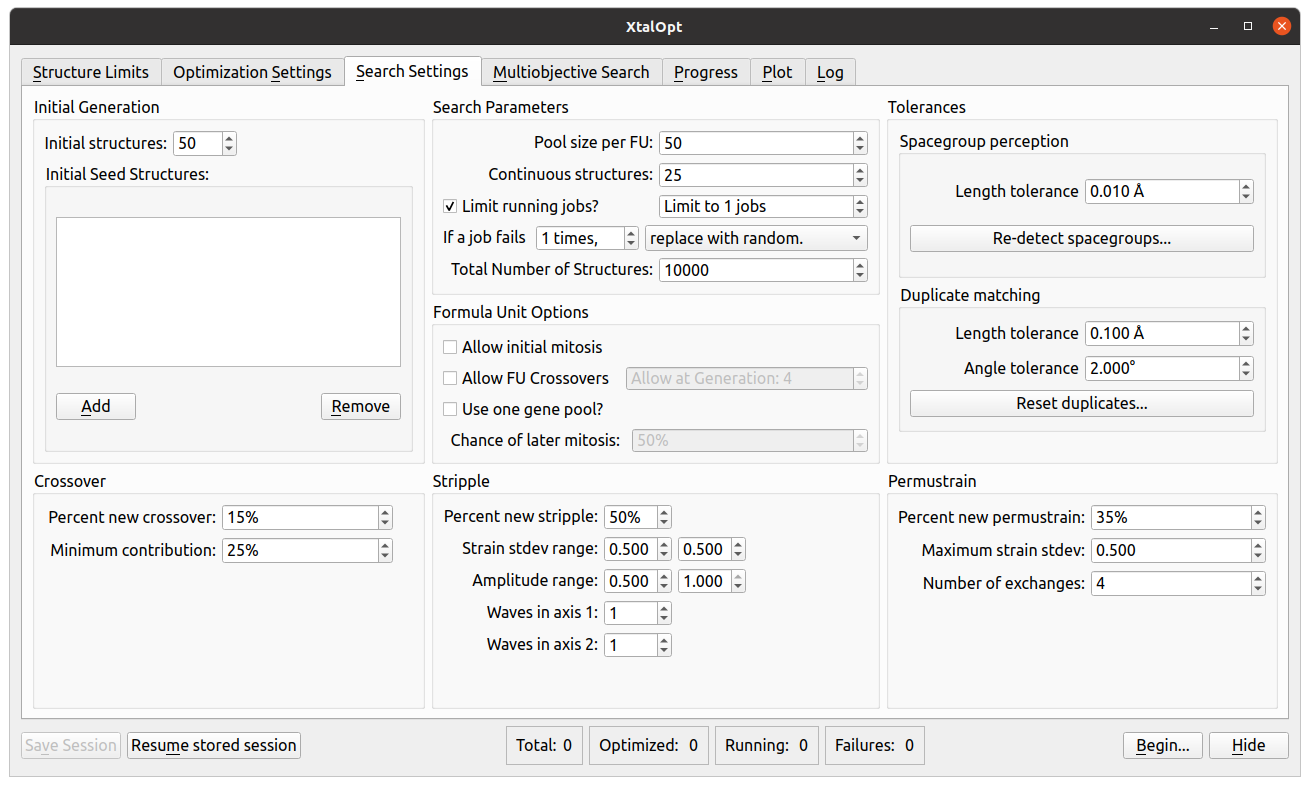 XtalOpt
Structure Limits
Optimization Settings
Search Settings
Multiobjective Search
Progress
Plot
Log
Initial Generation
Initial structures: 50
Initial Seed Structures:
Add
Remove
Search Parameters
Pool size per FU: 50
Continuous structures: 25
Limit running jobs? Limit to 1 jobs
If a job fails 1 times, replace with random.
Total Number of Structures: 10000
Formula Unit Options
Allow initial mitosis
Allow FU Crossovers Allow at Generation: 4
Use one gene pool?
Chance of later mitosis: 50%
Tolerances
Spacegroup perception
Length tolerance 0.010 Å
Re-detect spacegroups...
Duplicate matching
Length tolerance 0.100 Å
Angle tolerance 2.000°
Reset duplicates...
Crossover
Percent new crossover: 15%
Minimum contribution: 25%
Stripple
Percent new stripple: 50%
Strain stdev range: 0.500 0.500
Amplitude range: 0.500 1.000
Waves in axis 1: 1
Waves in axis 2: 1
Permustrain
Percent new permustrain: 35%
Maximum strain stdev: 0.500
Number of exchanges: 4
Save Session
Resume stored session
Total: 0
Optimized: 0
Running: 0
Failures: 0
Begin...
Hide